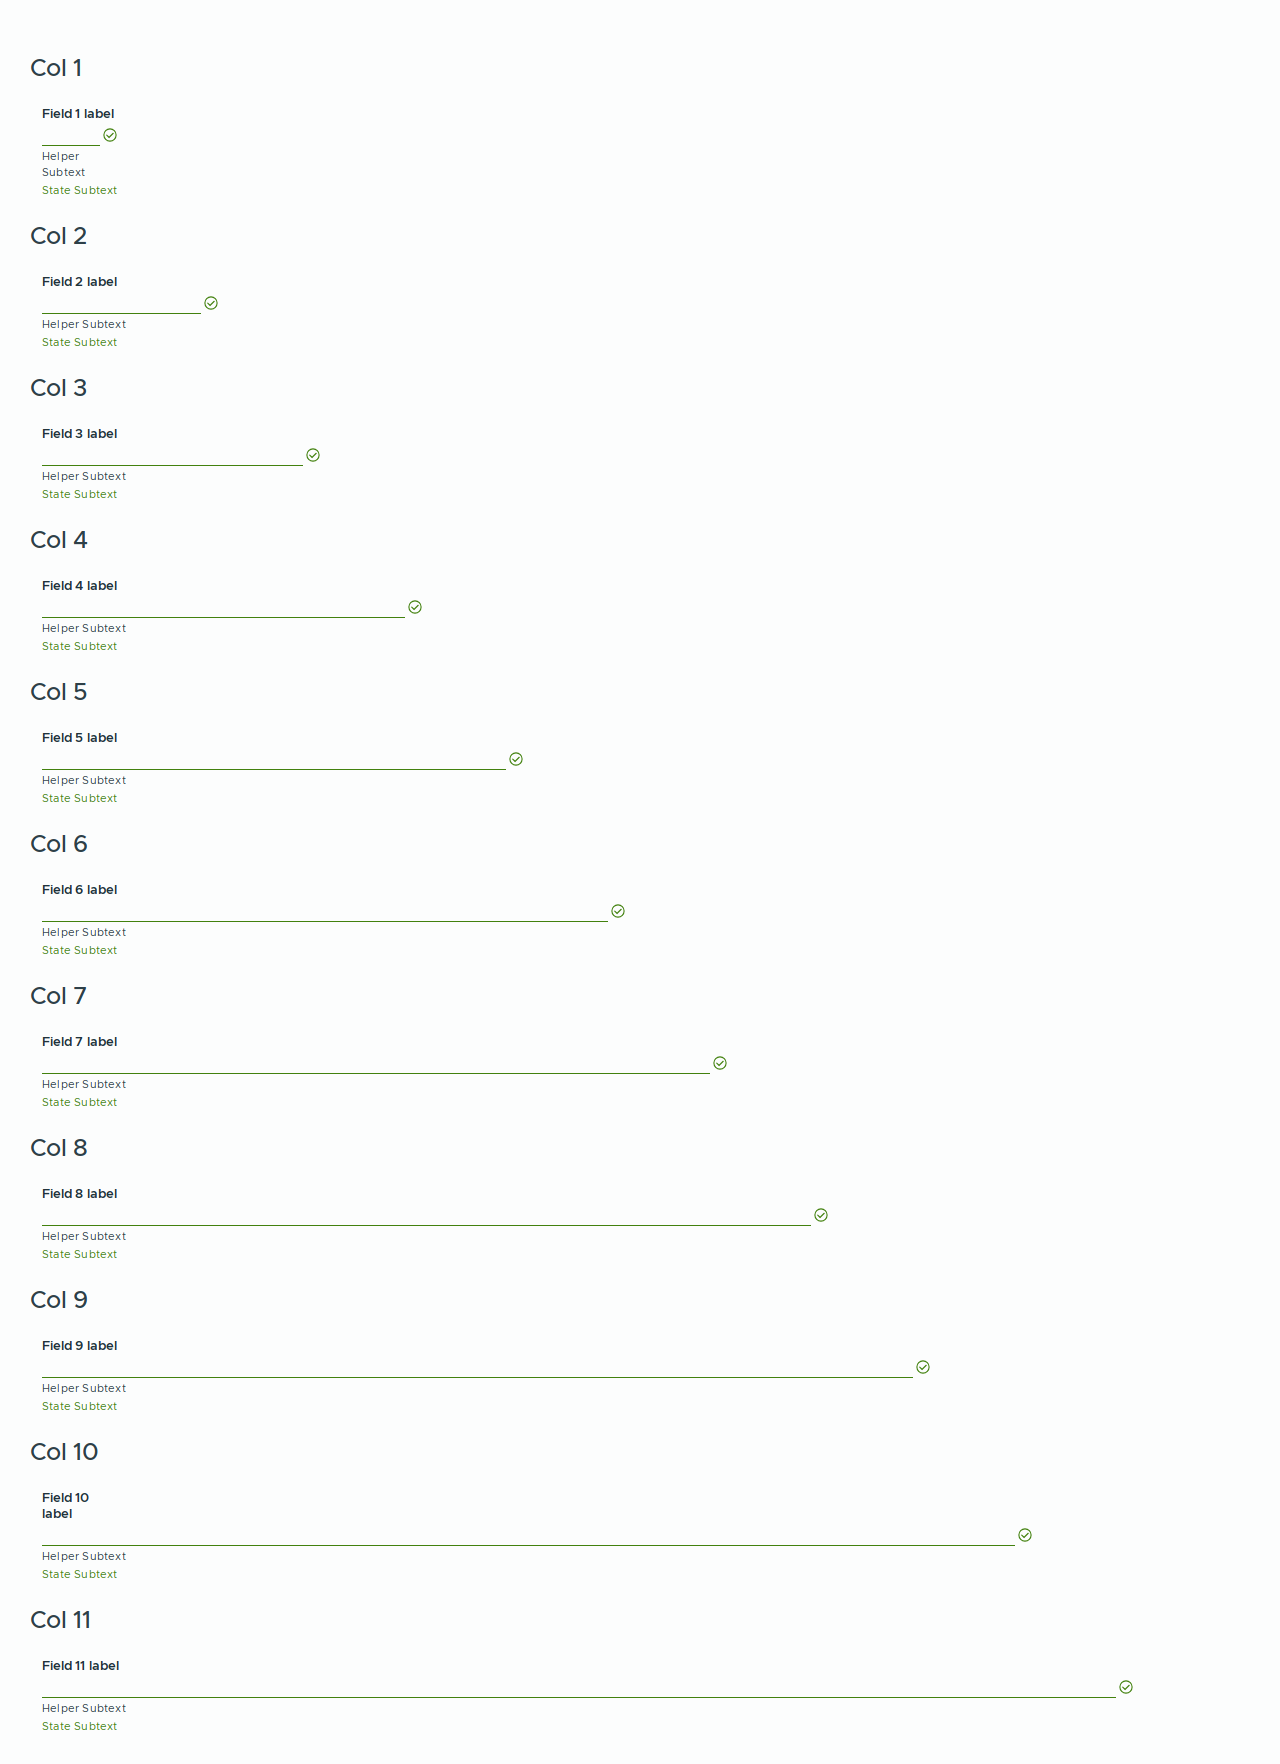 Col 1
Field 1 label
Helper
Subtext
State Subtext
Col 2
Field 2 label
Helper Subtext
State Subtext
Col 3
Field 3 label
Helper Subtext
State Subtext
Col 4
Field 4 label
Helper Subtext
State Subtext
Col 5
Field 5 label
Helper Subtext
State Subtext
Col 6
Field 6 label
Helper Subtext
State Subtext
Col 7
Field 7 label
Helper Subtext
State Subtext
Col 8
Field 8 label
Helper Subtext
State Subtext
Col 9
Field 9 label
Helper Subtext
State Subtext
Col 10
Field 10
label
Helper Subtext
State Subtext
Col 11
Field 11 label
Helper Subtext
State Subtext